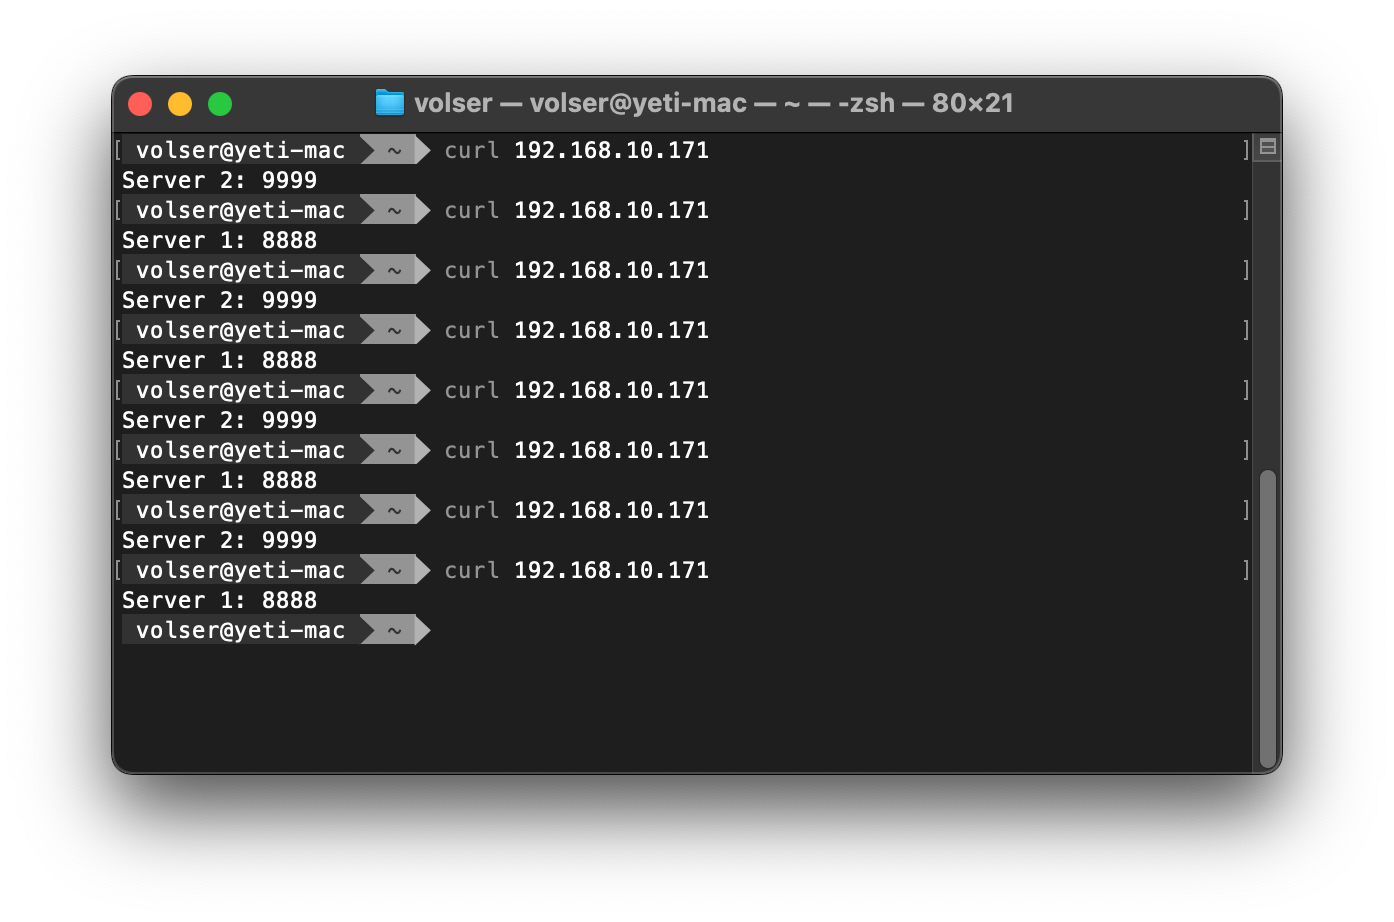 volser — volser@yeti-mac — ~ — -zsh — 80×21
[ volser@yeti-mac ~ curl 192.168.10.171 ]
Server 2: 9999
[ volser@yeti-mac ~ curl 192.168.10.171 ]
Server 1: 8888
[ volser@yeti-mac ~ curl 192.168.10.171 ]
Server 2: 9999
[ volser@yeti-mac ~ curl 192.168.10.171 ]
Server 1: 8888
[ volser@yeti-mac ~ curl 192.168.10.171 ]
Server 2: 9999
[ volser@yeti-mac ~ curl 192.168.10.171 ]
Server 1: 8888
[ volser@yeti-mac ~ curl 192.168.10.171 ]
Server 2: 9999
[ volser@yeti-mac ~ curl 192.168.10.171 ]
Server 1: 8888
volser@yeti-mac ~